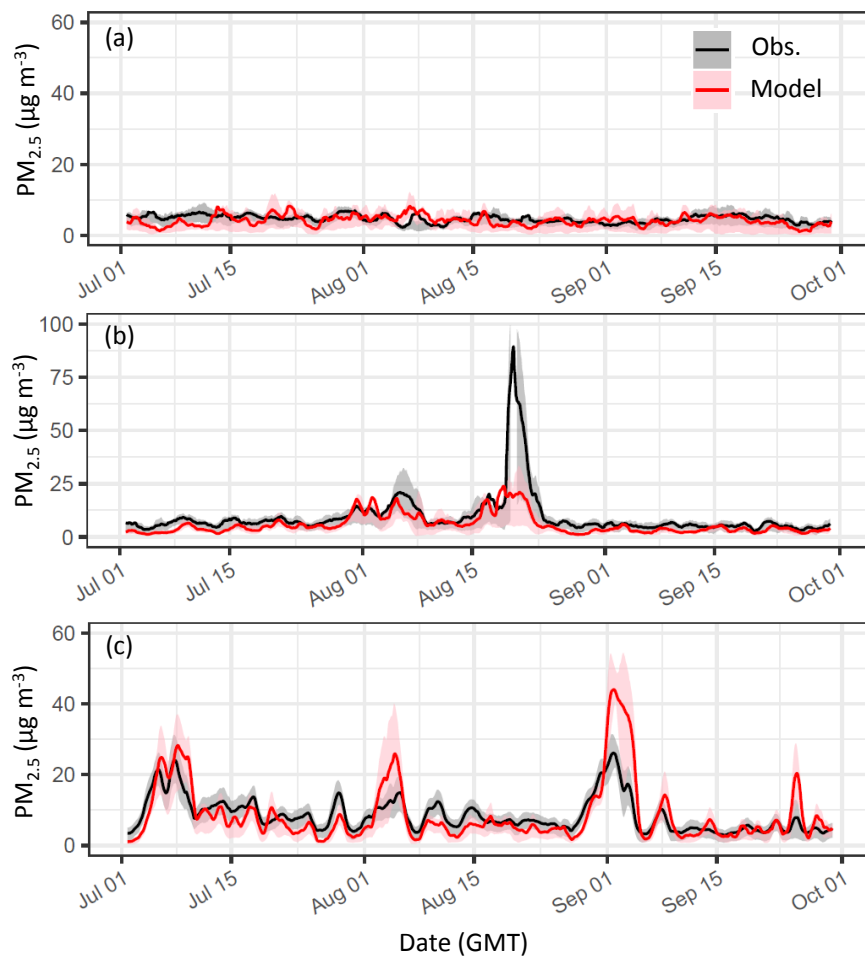 (a)
Obs.
Model
PM2.5 (µg m-3)
60
40
20
0
Jul 01
Jul 15
Aug 01
Aug 15
Sep 01
Sep 15
Oct 01
(b)
PM2.5 (µg m-3)
100
75
50
25
0
Jul 01
Jul 15
Aug 01
Aug 15
Sep 01
Sep 15
Oct 01
(c)
PM2.5 (µg m-3)
60
40
20
0
Jul 01
Jul 15
Aug 01
Aug 15
Sep 01
Sep 15
Oct 01
Date (GMT)